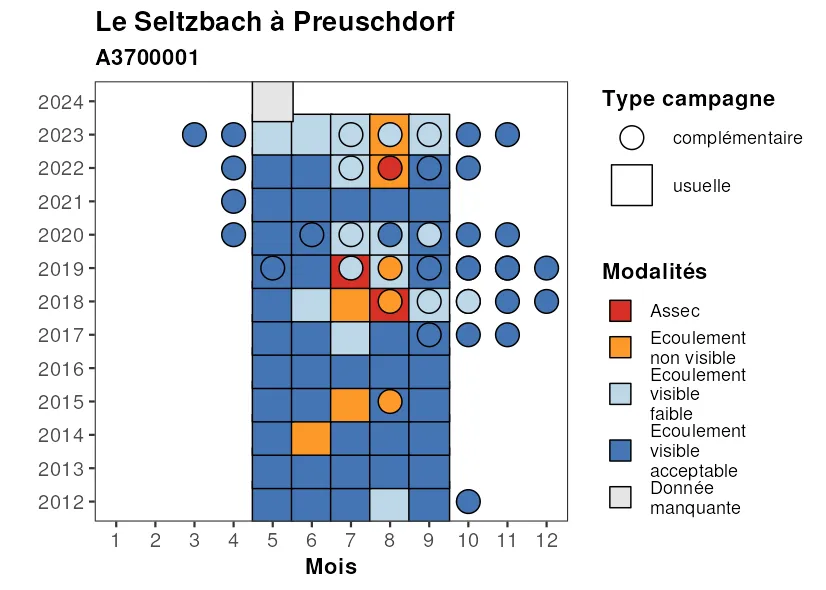 Le Seltzbach à Preuschdorf
A3700001
2024
2023
2022
2021
2020
2019
2018
2017
2016
2015
2014
2013
2012
1 2 3 4 5 6 7 8 9 10 11 12
Mois
Type campagne
complémentaire
usuelle
Modalités
Assec
Ecoulement
non visible
Ecoulement
visible
faible
Ecoulement
visible
acceptable
Donnée
manquante